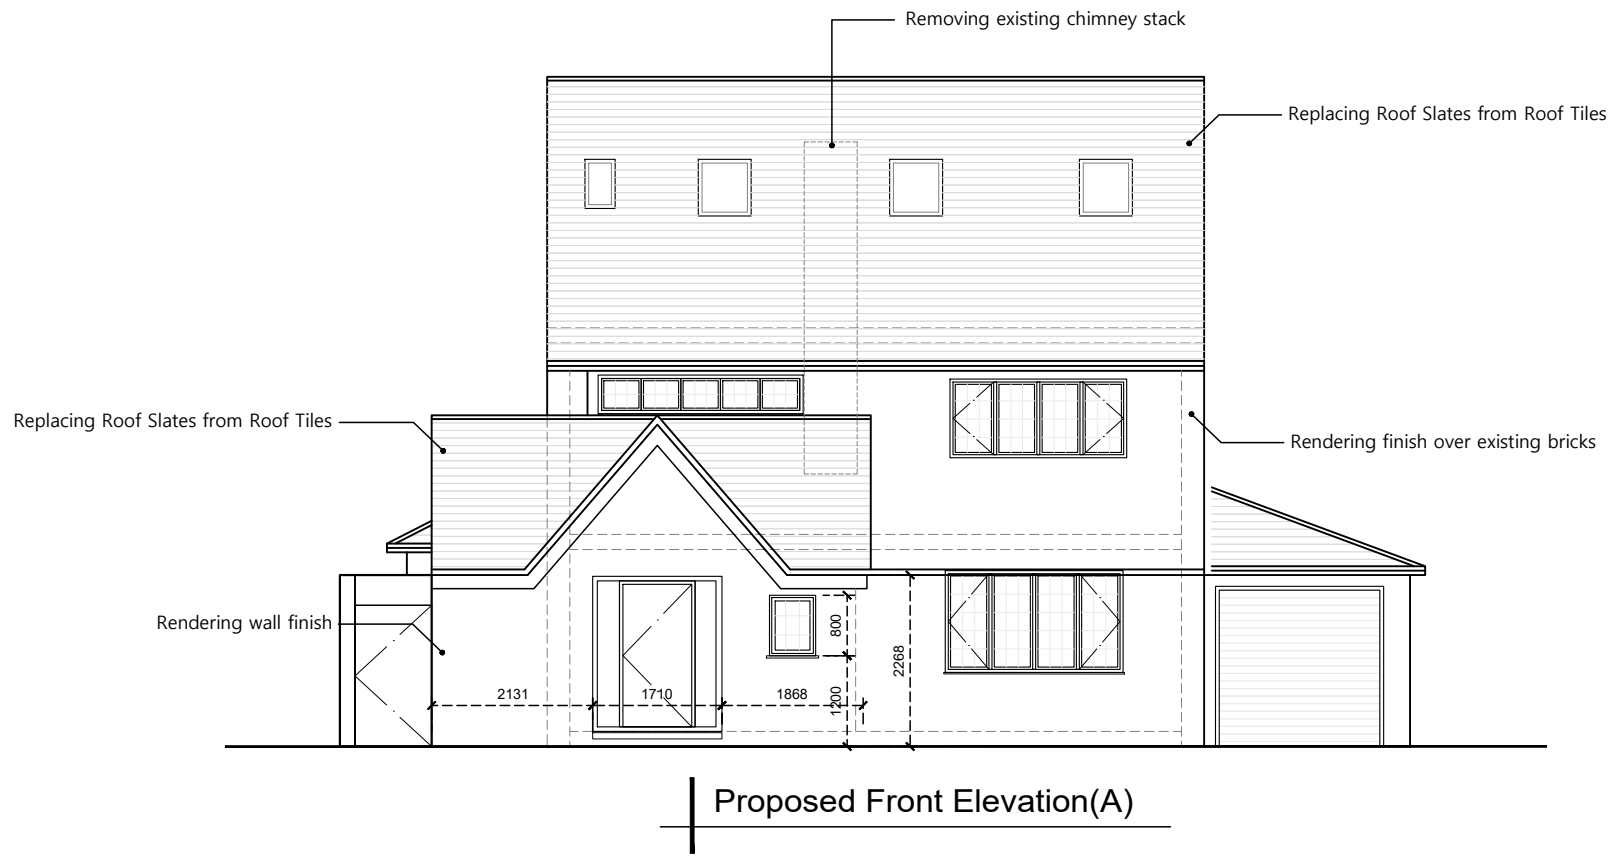 Removing existing chimney stack
Replacing Roof Slates from Roof Tiles
Replacing Roof Slates from Roof Tiles
Rendering finish over existing bricks
Rendering wall finish
800
2268
2131
1710
1868
1200
Proposed Front Elevation(A)